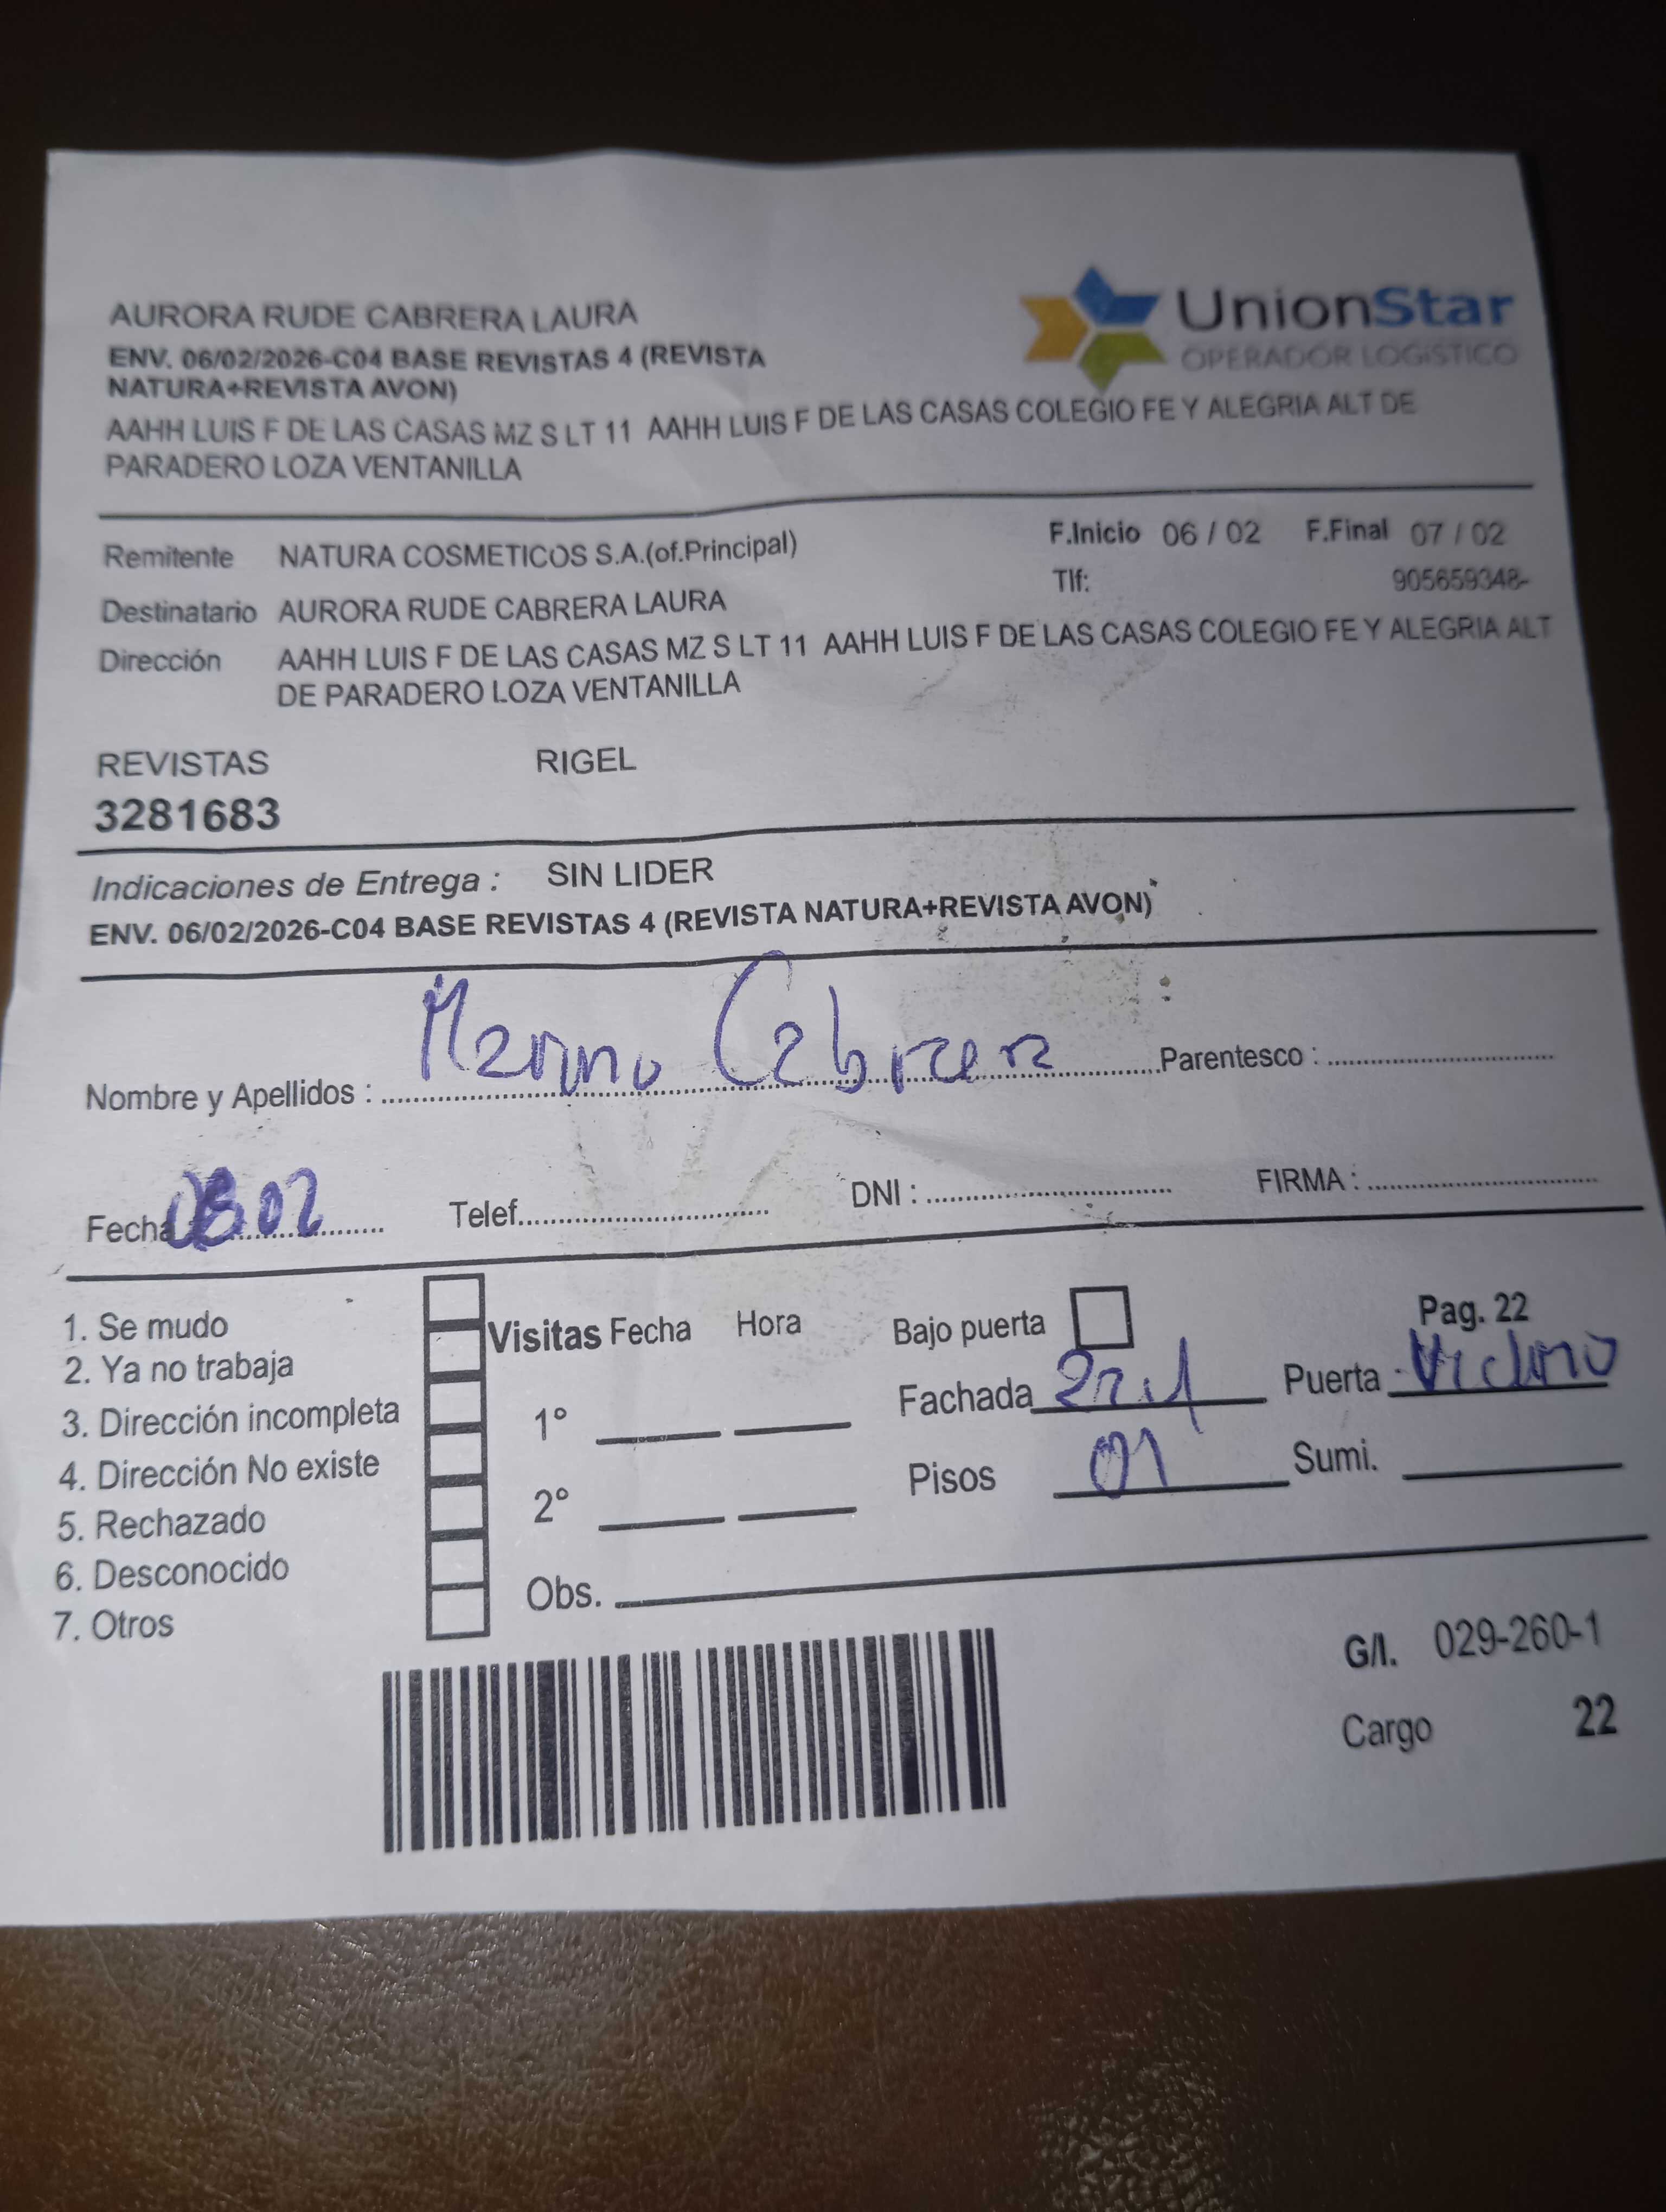 AURORA RUDE CABRERA LAURA
UnionStar
ENV. 06/02/2026-C04 BASE REVISTAS 4 (REVISTA
OPERADOR LOGÍSTICO
NATURA+REVISTA AVON)
AAHH LUIS F DE LAS CASAS MZ S LT 11 AAHH LUIS F DE LAS CASAS COLEGIO FE Y ALEGRIA ALT DE
PARADERO LOZA VENTANILLA
Remitente NATURA COSMETICOS S.A.(of.Principal) F.Inicio 06 / 02 F.Final 07 / 02
Tlf: 905659348-
Destinatario AURORA RUDE CABRERA LAURA
Dirección AAHH LUIS F DE LAS CASAS MZ S LT 11 AAHH LUIS F DE LAS CASAS COLEGIO FE Y ALEGRIA ALT
DE PARADERO LOZA VENTANILLA
REVISTAS RIGEL
3281683
Indicaciones de Entrega : SIN LIDER
ENV. 06/02/2026-C04 BASE REVISTAS 4 (REVISTA NATURA+REVISTA AVON)
Nombre y Apellidos : Cabrera Parentesco :
Fecha 02 Telef. DNI : FIRMA :
1. Se mudo
2. Ya no trabaja
3. Dirección incompleta
4. Dirección No existe
5. Rechazado
6. Desconocido
7. Otros
Visitas Fecha Hora
1°
2°
Obs.
Bajo puerta Pag. 22
Fachada Puerta
Pisos 01 Sumi.
G/I. 029-260-1
Cargo 22